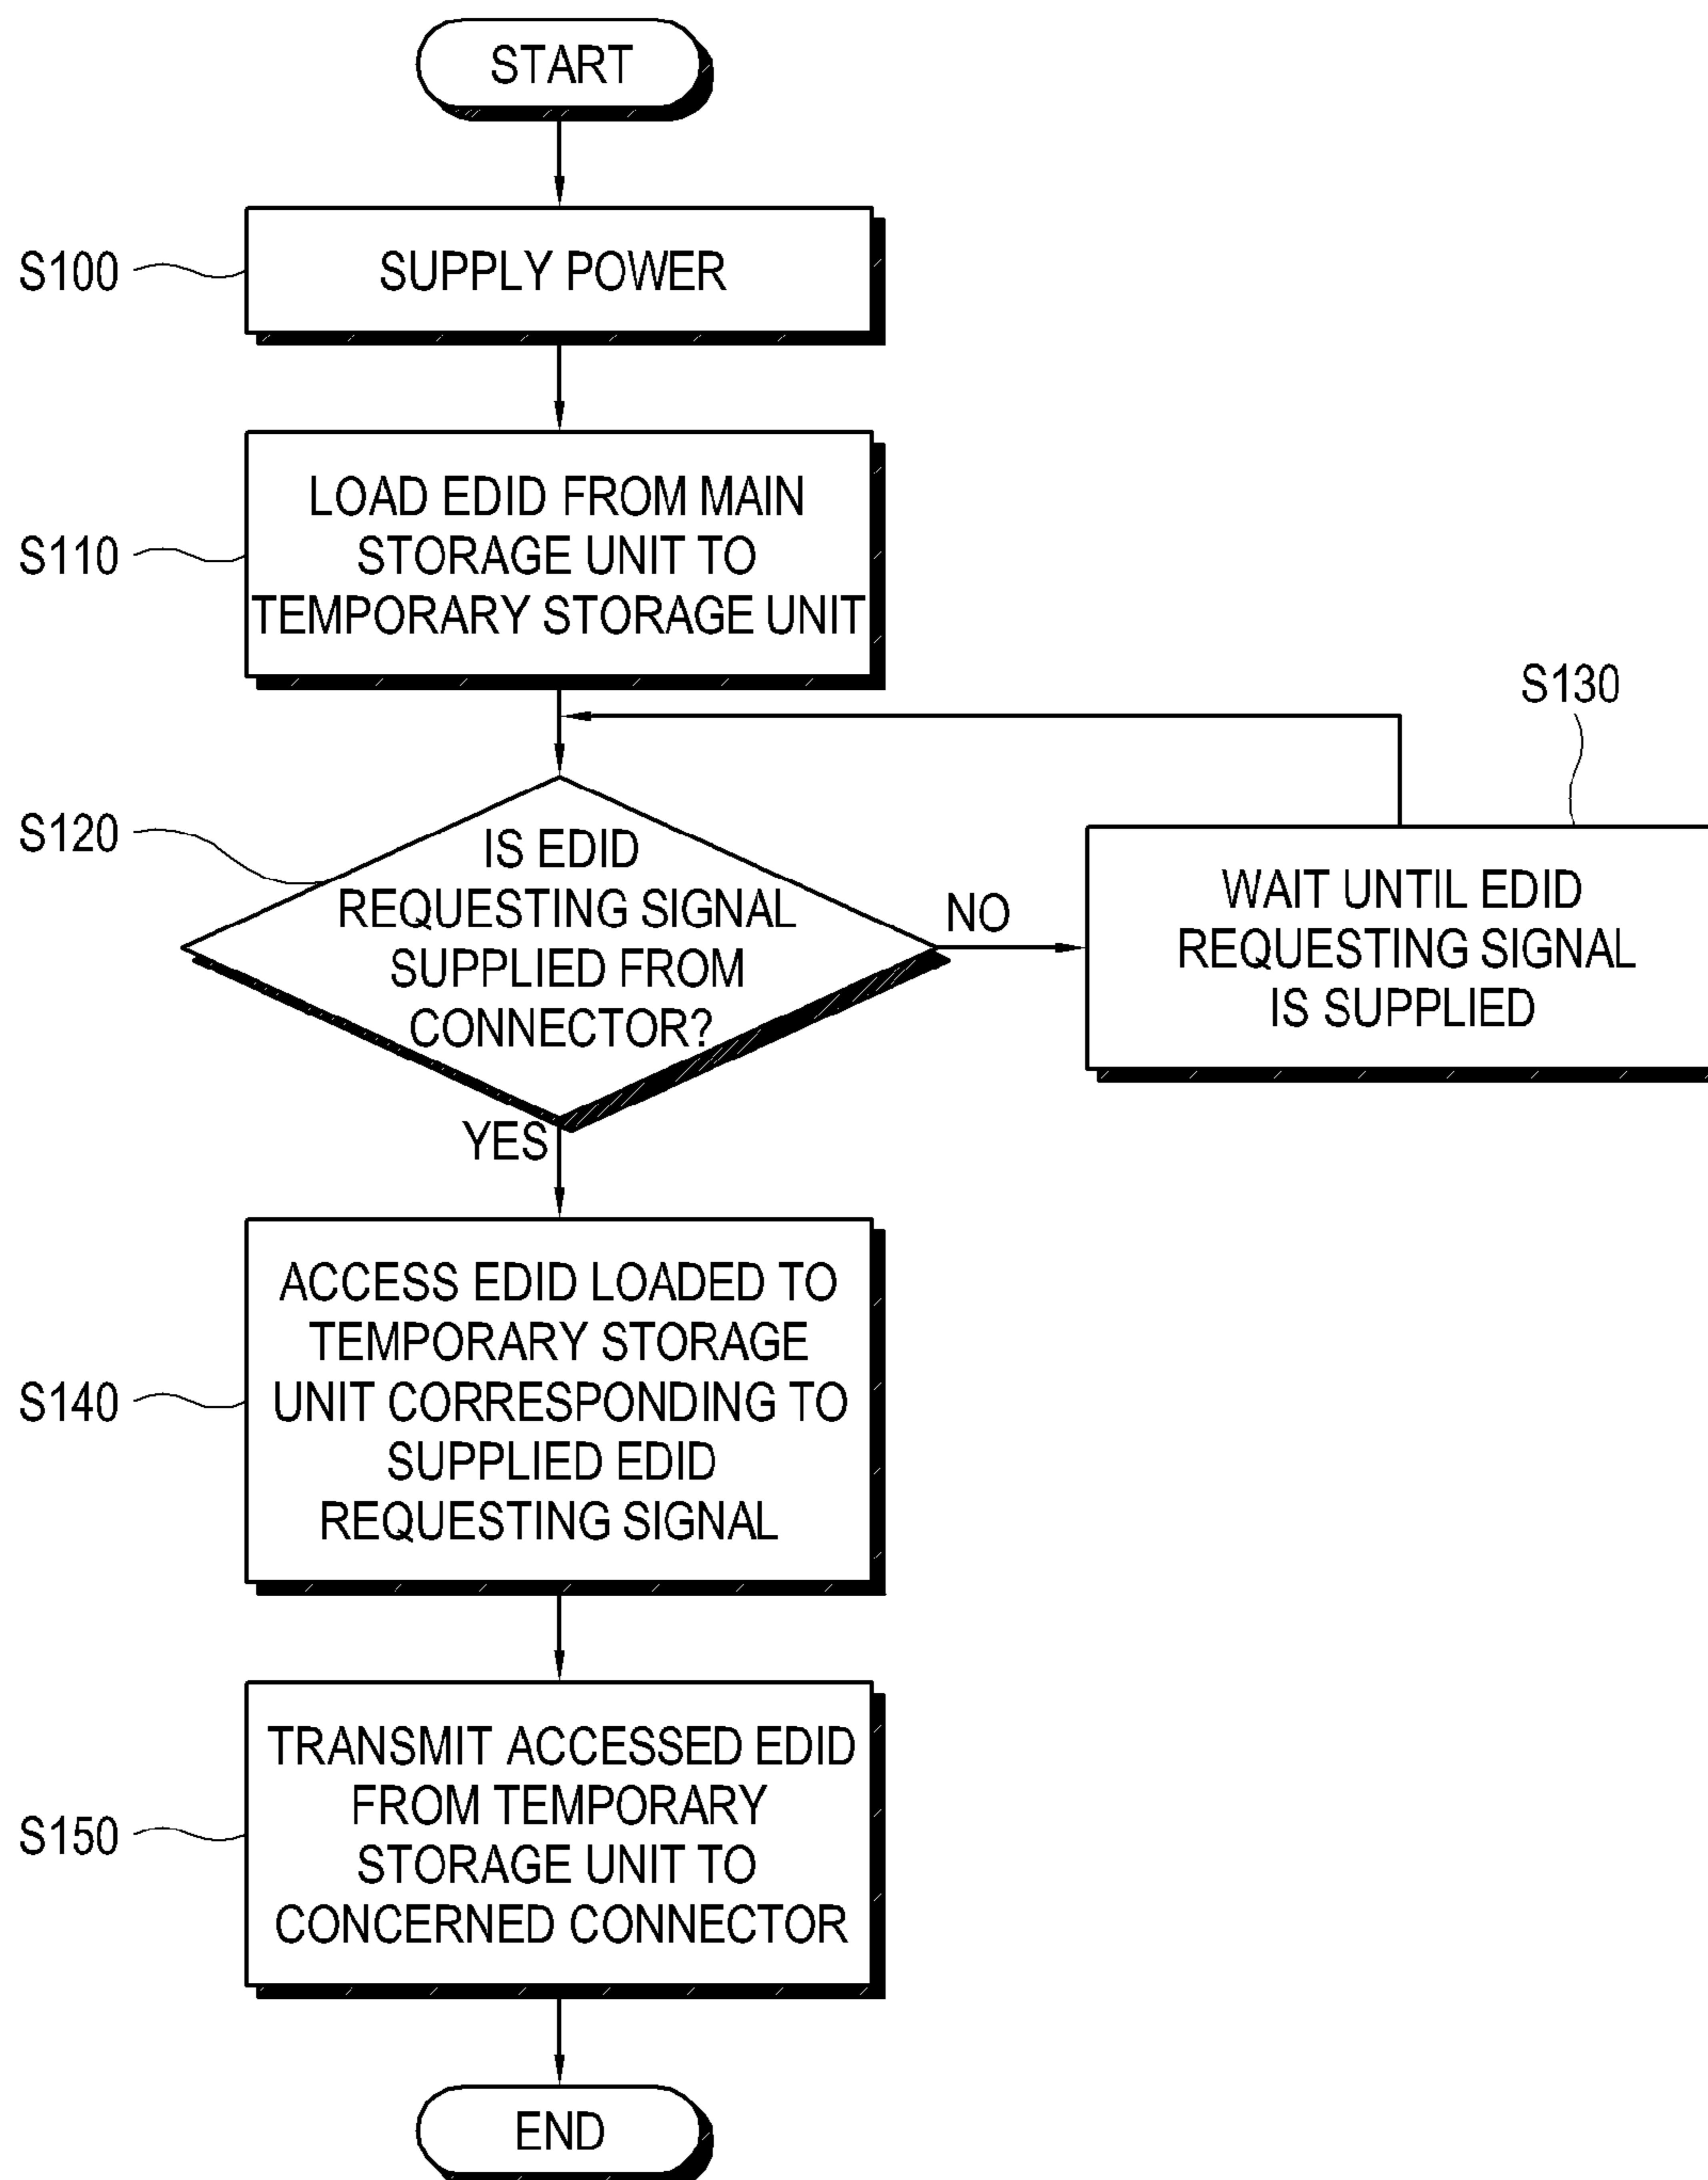 START
S100
SUPPLY POWER
S110
LOAD EDID FROM MAIN
STORAGE UNIT TO
TEMPORARY STORAGE UNIT
S130
S120
IS EDID
REQUESTING SIGNAL
SUPPLIED FROM
CONNECTOR?
NO
WAIT UNTIL EDID
REQUESTING SIGNAL
IS SUPPLIED
YES
S140
ACCESS EDID LOADED TO
TEMPORARY STORAGE
UNIT CORRESPONDING TO
SUPPLIED EDID
REQUESTING SIGNAL
S150
TRANSMIT ACCESSED EDID
FROM TEMPORARY
STORAGE UNIT TO
CONCERNED CONNECTOR
END